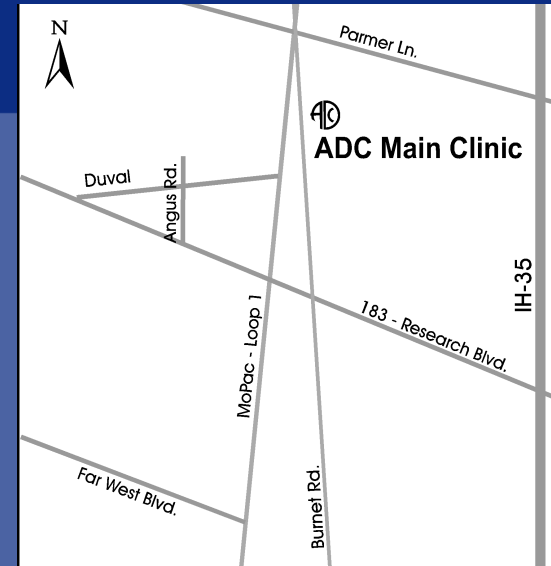 N
Parmer Ln.
ADC
ADC Main Clinic
Duval
Angus Rd.
IH-35
183 - Research Blvd.
MoPac - Loop 1
Far West Blvd.
Burnet Rd.